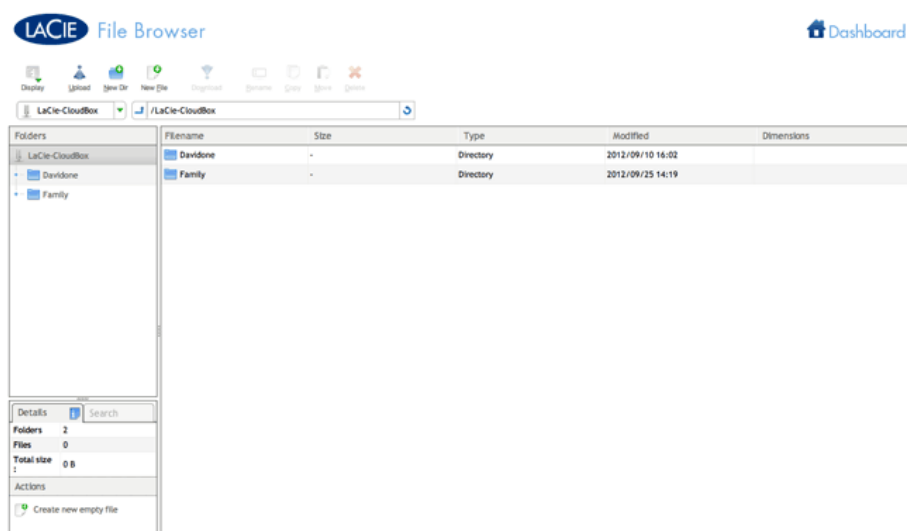 LACIE File Browser
Dashboard
Display Upload New Dir New File Download Rename Copy Move Delete
LaCie-CloudBox /LaCie-CloudBox
Folders Filename Size Type Modified Dimensions
LaCie-CloudBox Davidone - Directory 2012/09/10 16:02
Davidone Family - Directory 2012/09/25 14:19
Family
Details Search
Folders 2
Files 0
Total size : 0 B
Actions
Create new empty file